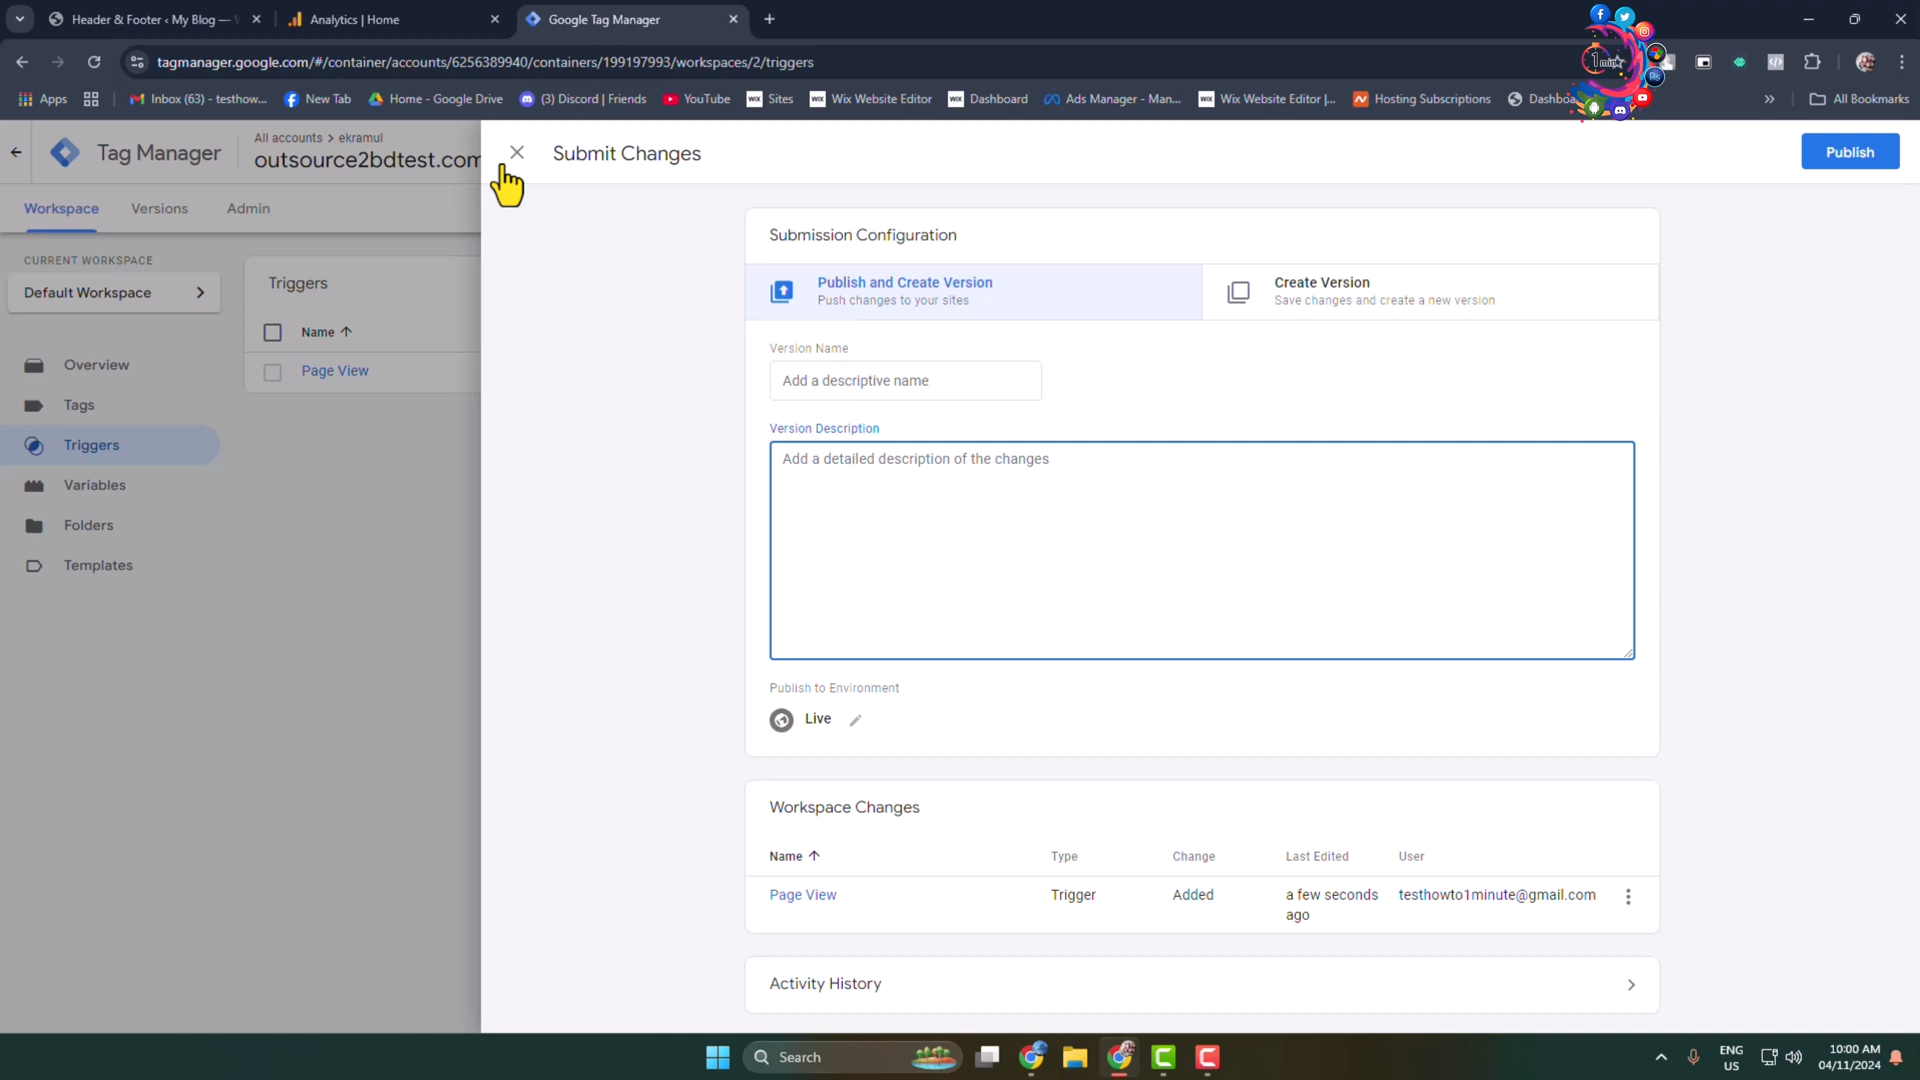 Header & Footer ‹ My Blog —
Analytics | Home
Google Tag Manager
tagmanager.google.com/#/container/accounts/6256389940/containers/199197993/workspaces/2/triggers
1min
Apps
Inbox (63) - testhow...
New Tab
Home - Google Drive
(3) Discord | Friends
YouTube
Sites
Wix Website Editor
Dashboard
Ads Manager - Man...
Wix Website Editor |...
Hosting Subscriptions
All Bookmarks
Tag Manager
All accounts > ekramul
outsource2bdtest.com
Submit Changes
Publish
Workspace
Versions
Admin
CURRENT WORKSPACE
Default Workspace
Overview
Tags
Triggers
Variables
Folders
Templates
Triggers
Name
Page View
Submission Configuration
Publish and Create Version
Push changes to your sites
Create Version
Save changes and create a new version
Version Name
Add a descriptive name
Version Description
Add a detailed description of the changes
Publish to Environment
Live
Workspace Changes
Name
Type
Change
Last Edited
User
Page View
Trigger
Added
a few seconds
ago
testhowto1minute@gmail.com
Activity History
Search
ENG
US
10:00 AM
04/11/2024